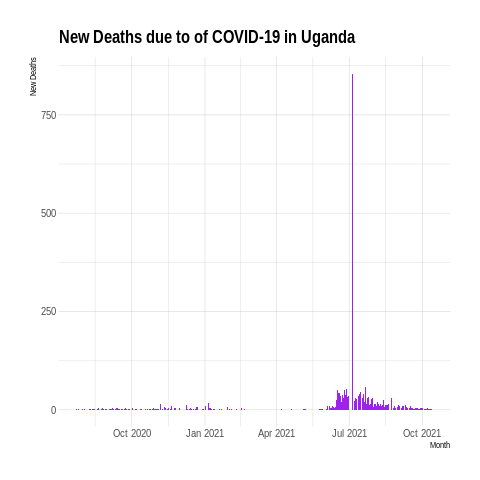 New Deaths due to of COVID-19 in Uganda
New Deaths
750
500
250
0
Oct 2020 Jan 2021 Apr 2021 Jul 2021 Oct 2021
Month